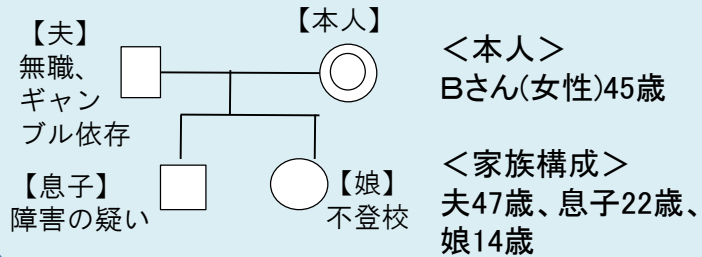 【夫】
無職、
ギャン
ブル依存
【本人】
【息子】
障害の疑い
【娘】
不登校
<本人>
Bさん(女性)45歳
<家族構成>
夫47歳、息子22歳、
娘14歳